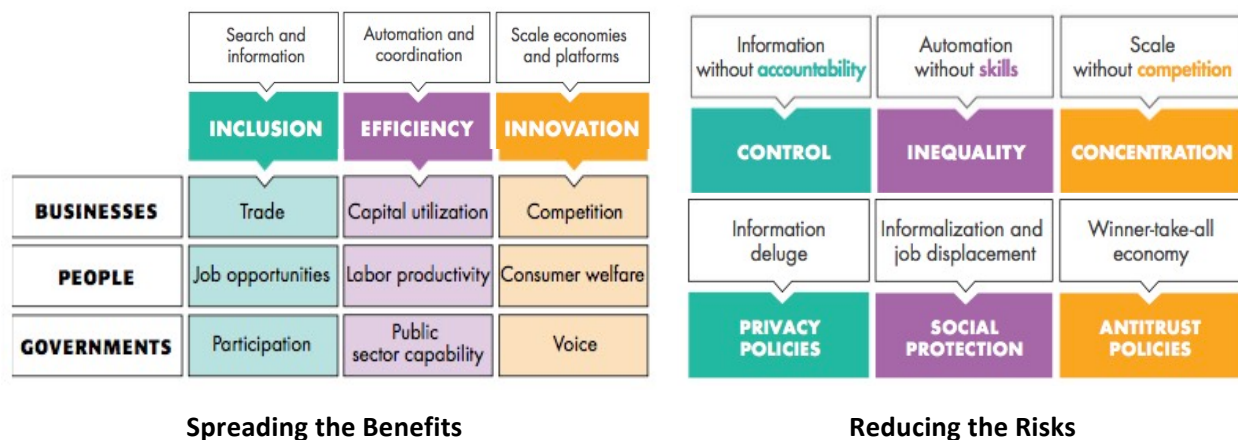 Search and
information
Automation and
coordination
Scale economies
and platforms
INCLUSION
EFFICIENCY
INNOVATION
BUSINESSES
Trade
Capital utilization
Competition
PEOPLE
Job opportunities
Labor productivity
Consumer welfare
GOVERNMENTS
Participation
Public
sector capability
Voice
Spreading the Benefits
Information
without accountability
Automation
without skills
Scale
without competition
CONTROL
INEQUALITY
CONCENTRATION
Information
deluge
Informalization and
job displacement
Winner-take-all
economy
PRIVACY
POLICIES
SOCIAL
PROTECTION
ANTITRUST
POLICIES
Reducing the Risks